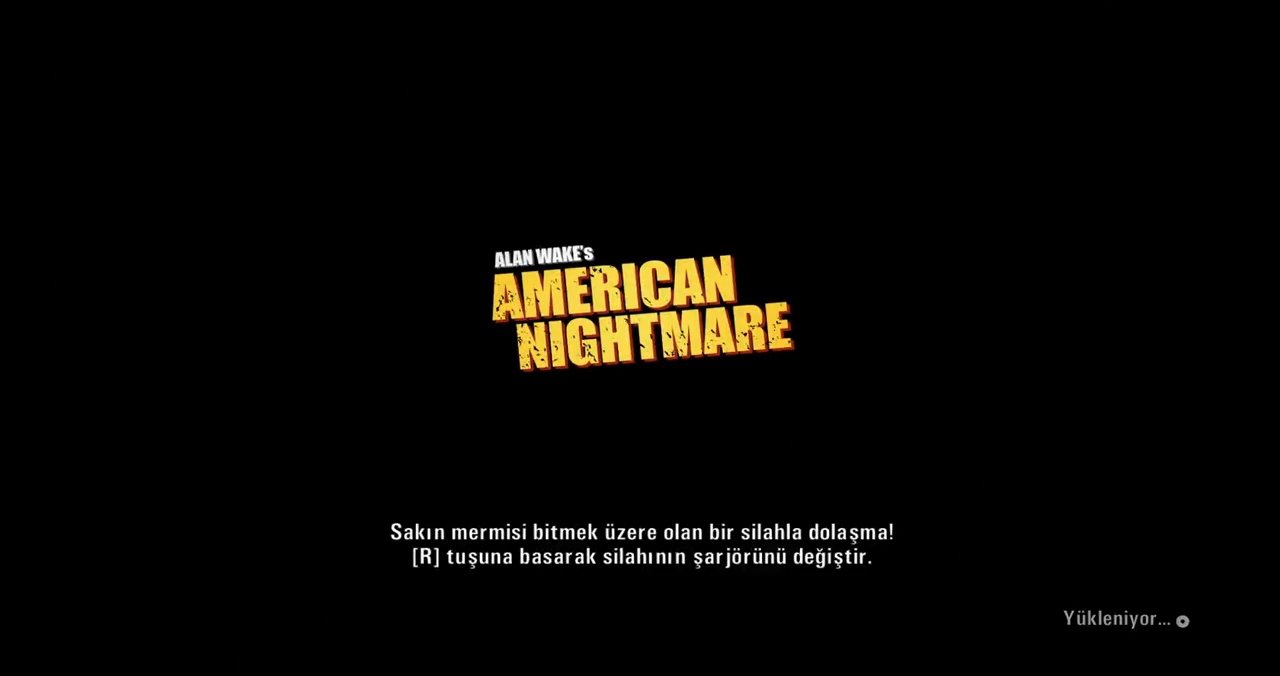 ALAN WAKE's
AMERICAN
NIGHTMARE
Sakın mermisi bitmek üzere olan bir silahla dolaşma!
[R] tuşuna basarak silahının şarjörünü değiştir.
Yükleniyor...